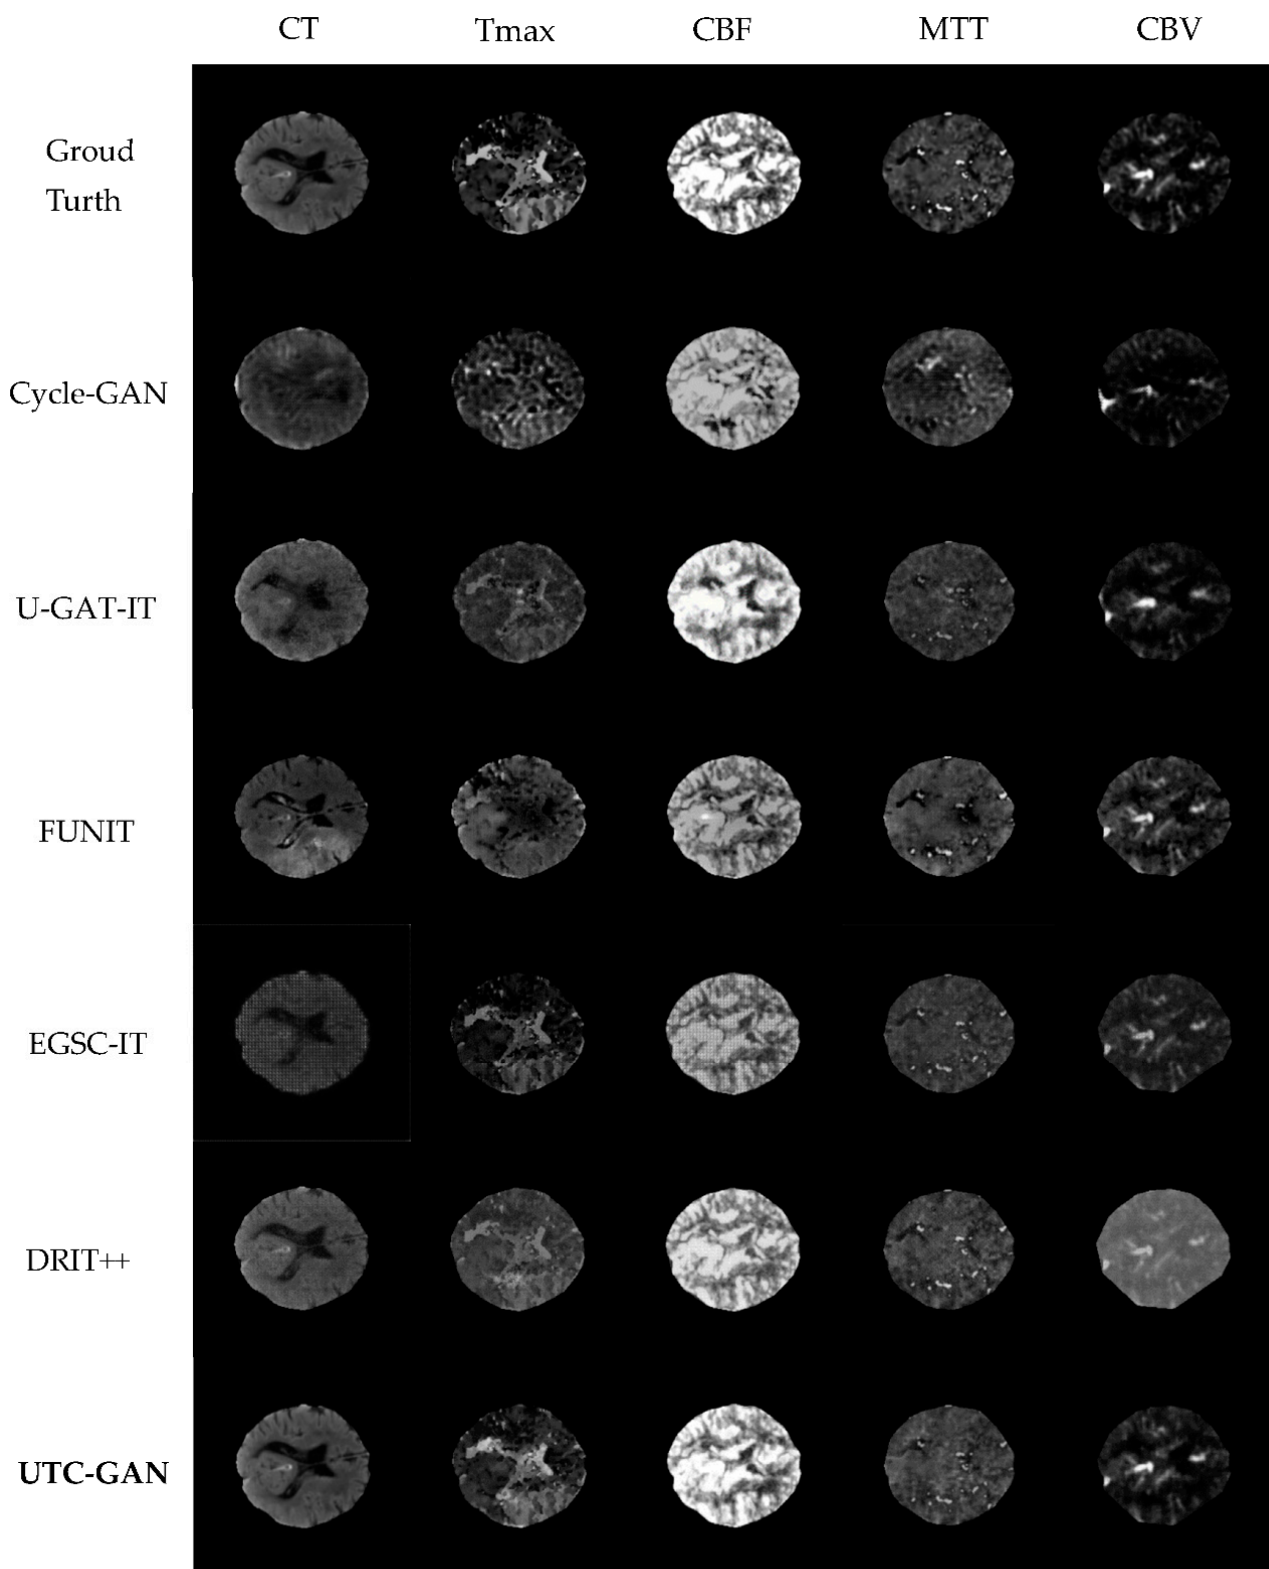 CT Tmax CBF MTT CBV
Groud
Turth
Cycle-GAN
U-GAT-IT
FUNIT
EGSC-IT
DRIT++
UTC-GAN